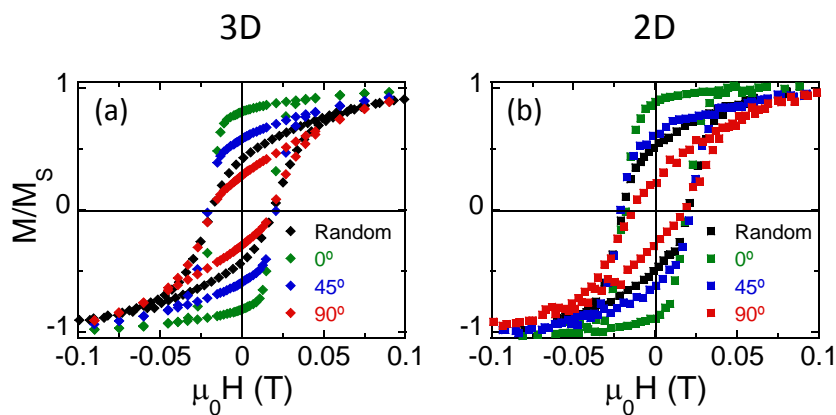 3D
2D
(a)
(b)
M/M_S
1
0
-1
Random
0º
45º
90º
-0.1
-0.05
0
0.05
0.1
μ₀H (T)
1
0
-1
Random
0º
45º
90º
-0.1
-0.05
0
0.05
0.1
μ₀H (T)